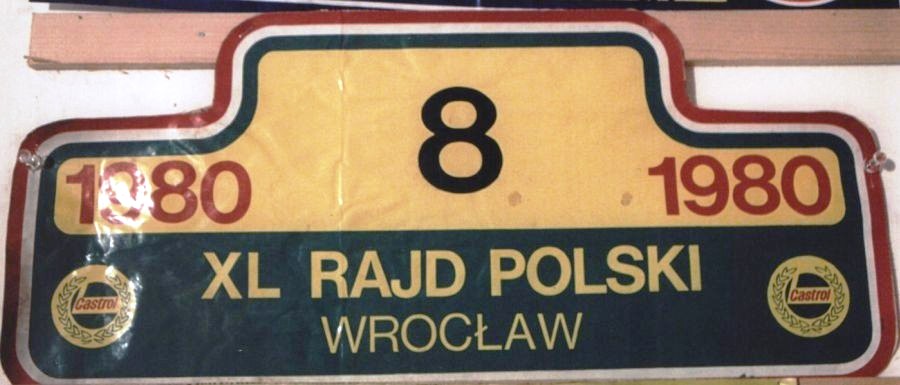 8
1980 1980
XL RAJD POLSKI
WROCŁAW
Castrol Castrol